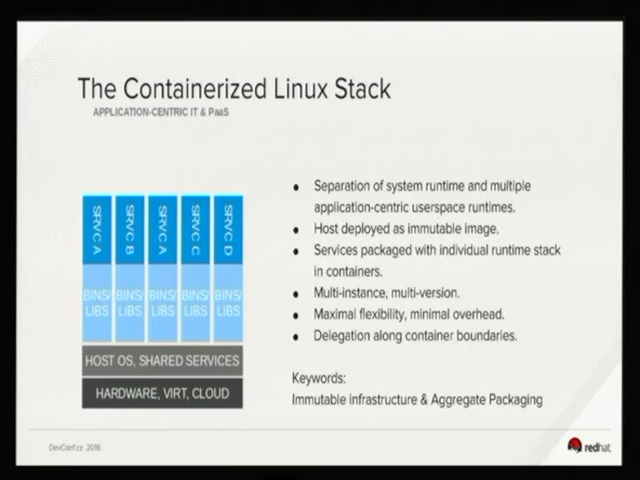 The Containerized Linux Stack
APPLICATION-CENTRIC IT & PaaS
SRVC A
SRVC B
SRVC A
SRVC C
SRVC D
BINS/
LIBS
BINS/
LIBS
BINS/
LIBS
BINS/
LIBS
BINS/
LIBS
HOST OS, SHARED SERVICES
HARDWARE, VIRT, CLOUD
• Separation of system runtime and multiple
application-centric userspace runtimes.
• Host deployed as immutable image.
• Services packaged with individual runtime stack
in containers.
• Multi-instance, multi-version.
• Maximal flexibility, minimal overhead.
• Delegation along container boundaries.
Keywords:
Immutable infrastructure & Aggregate Packaging
DevConf.cz 2016
redhat.